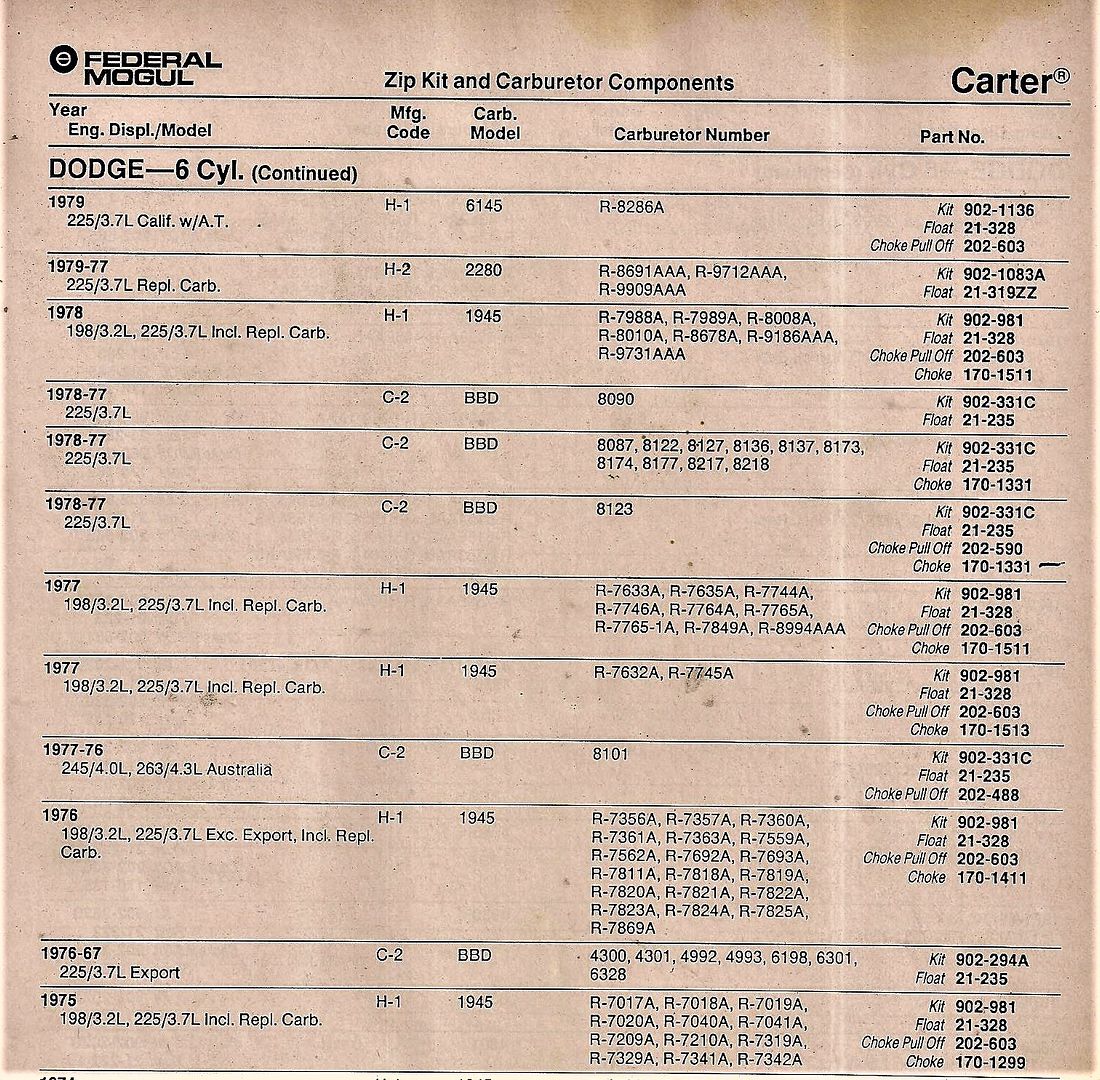 FEDERAL
MOGUL
Zip Kit and Carburetor Components
Carter®
Year
Eng. Displ./Model
Mfg.
Code
Carb.
Model
Carburetor Number
Part No.
DODGE—6 Cyl. (Continued)
1979
225/3.7L Calif. w/A.T.
H-1 6145 R-8286A
Kit 902-1136
Float 21-328
Choke Pull Off 202-603
1979-77
225/3.7L Repl. Carb.
H-2 2280 R-8691AAA, R-9712AAA,
R-9909AAA
Kit 902-1083A
Float 21-319ZZ
1978
198/3.2L, 225/3.7L Incl. Repl. Carb.
H-1 1945 R-7988A, R-7989A, R-8008A,
R-8010A, R-8678A, R-9186AAA,
R-9731AAA
Kit 902-981
Float 21-328
Choke Pull Off 202-603
Choke 170-1511
1978-77
225/3.7L
C-2 BBD 8090
Kit 902-331C
Float 21-235
1978-77
225/3.7L
C-2 BBD 8087, 8122, 8127, 8136, 8137, 8173,
8174, 8177, 8217, 8218
Kit 902-331C
Float 21-235
Choke 170-1331
1978-77
225/3.7L
C-2 BBD 8123
Kit 902-331C
Float 21-235
Choke Pull Off 202-590
Choke 170-1331
1977
198/3.2L, 225/3.7L Incl. Repl. Carb.
H-1 1945 R-7633A, R-7635A, R-7744A,
R-7746A, R-7764A, R-7765A,
R-7765-1A, R-7849A, R-8994AAA
Kit 902-981
Float 21-328
Choke Pull Off 202-603
Choke 170-1511
1977
198/3.2L, 225/3.7L Incl. Repl. Carb.
H-1 1945 R-7632A, R-7745A
Kit 902-981
Float 21-328
Choke Pull Off 202-603
Choke 170-1513
1977-76
245/4.0L, 263/4.3L Australia
C-2 BBD 8101
Kit 902-331C
Float 21-235
Choke Pull Off 202-488
1976
198/3.2L, 225/3.7L Exc. Export, Incl. Repl.
Carb.
H-1 1945 R-7356A, R-7357A, R-7360A,
R-7361A, R-7363A, R-7559A,
R-7562A, R-7692A, R-7693A,
R-7811A, R-7818A, R-7819A,
R-7820A, R-7821A, R-7822A,
R-7823A, R-7824A, R-7825A,
R-7869A
Kit 902-981
Float 21-328
Choke Pull Off 202-603
Choke 170-1411
1976-67
225/3.7L Export
C-2 BBD 4300, 4301, 4992, 4993, 6198, 6301,
6328
Kit 902-294A
Float 21-235
1975
198/3.2L, 225/3.7L Incl. Repl. Carb.
H-1 1945 R-7017A, R-7018A, R-7019A,
R-7020A, R-7040A, R-7041A,
R-7209A, R-7210A, R-7319A,
R-7329A, R-7341A, R-7342A
Kit 902-981
Float 21-328
Choke Pull Off 202-603
Choke 170-1299